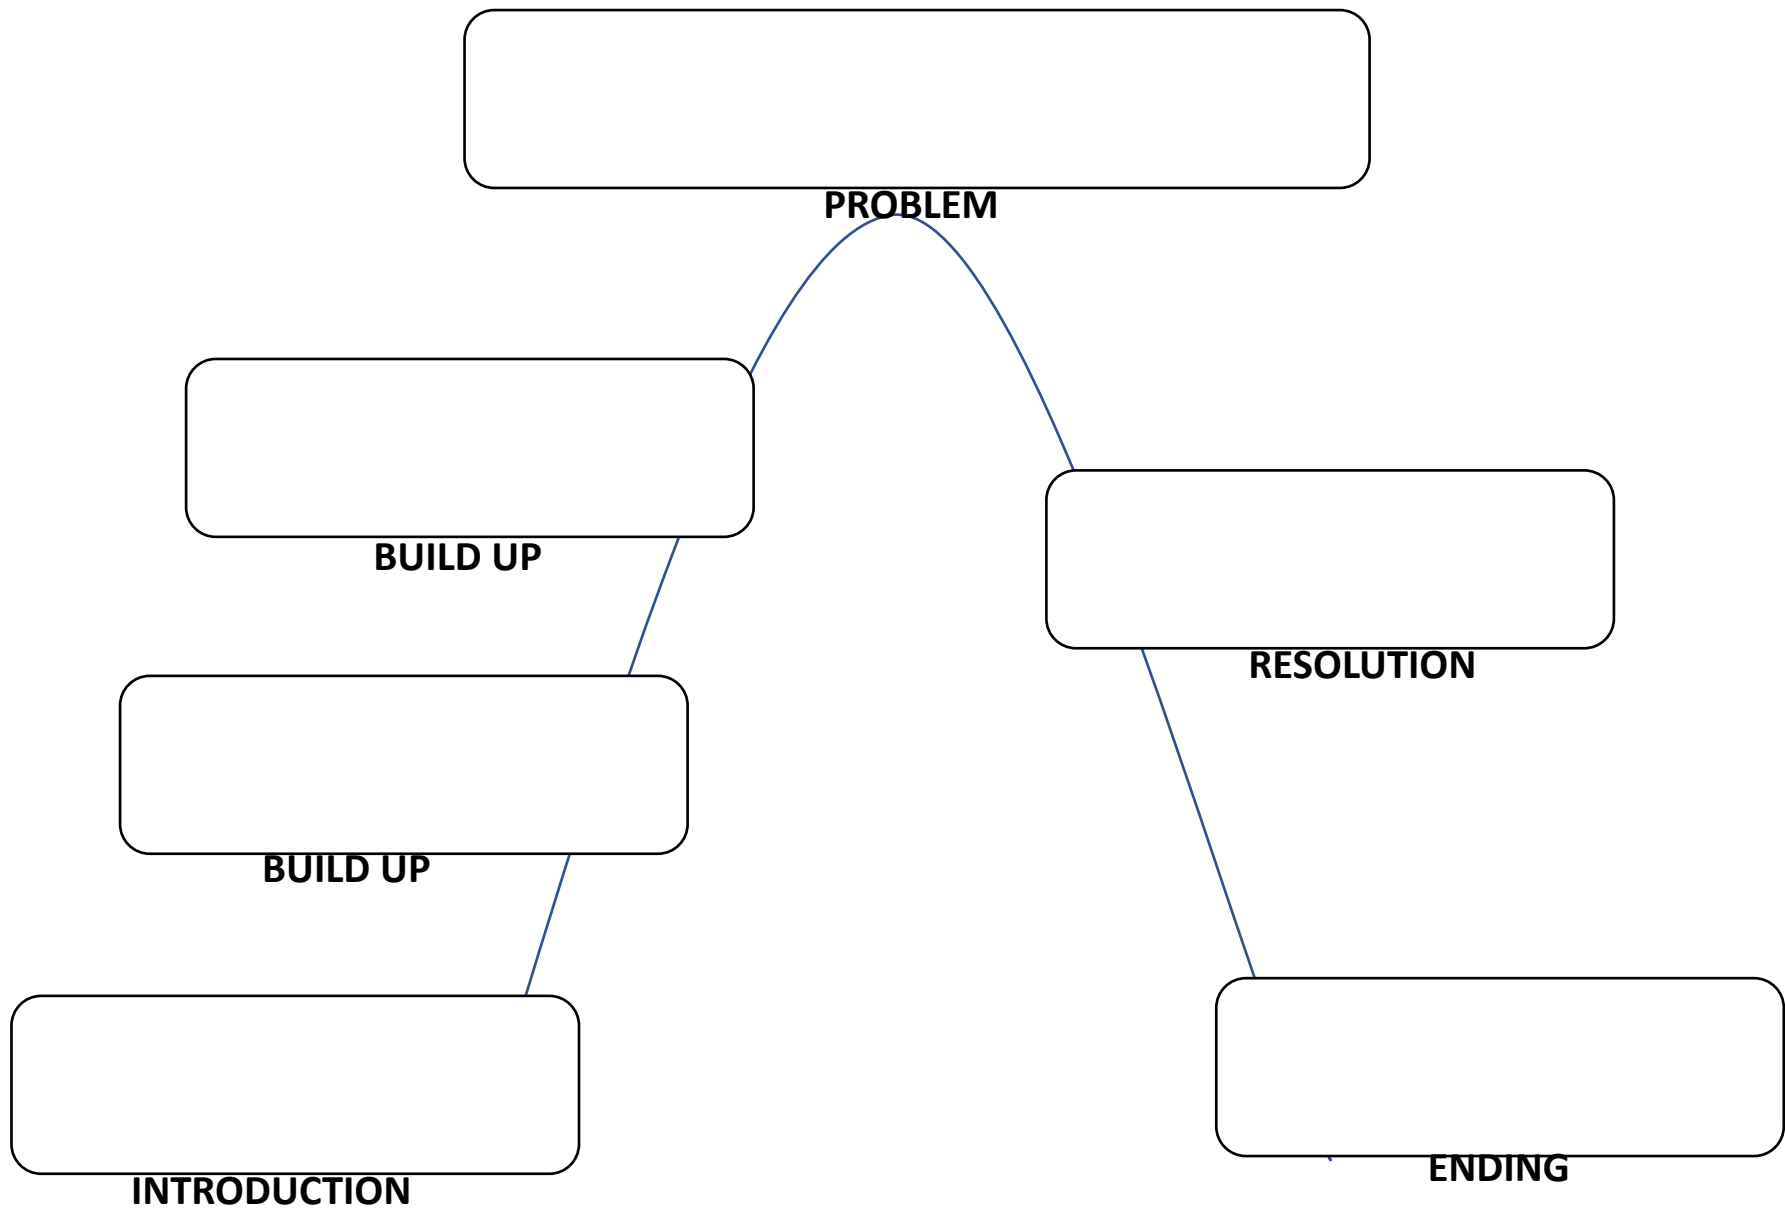 PROBLEM
BUILD UP
RESOLUTION
BUILD UP
ENDING
INTRODUCTION